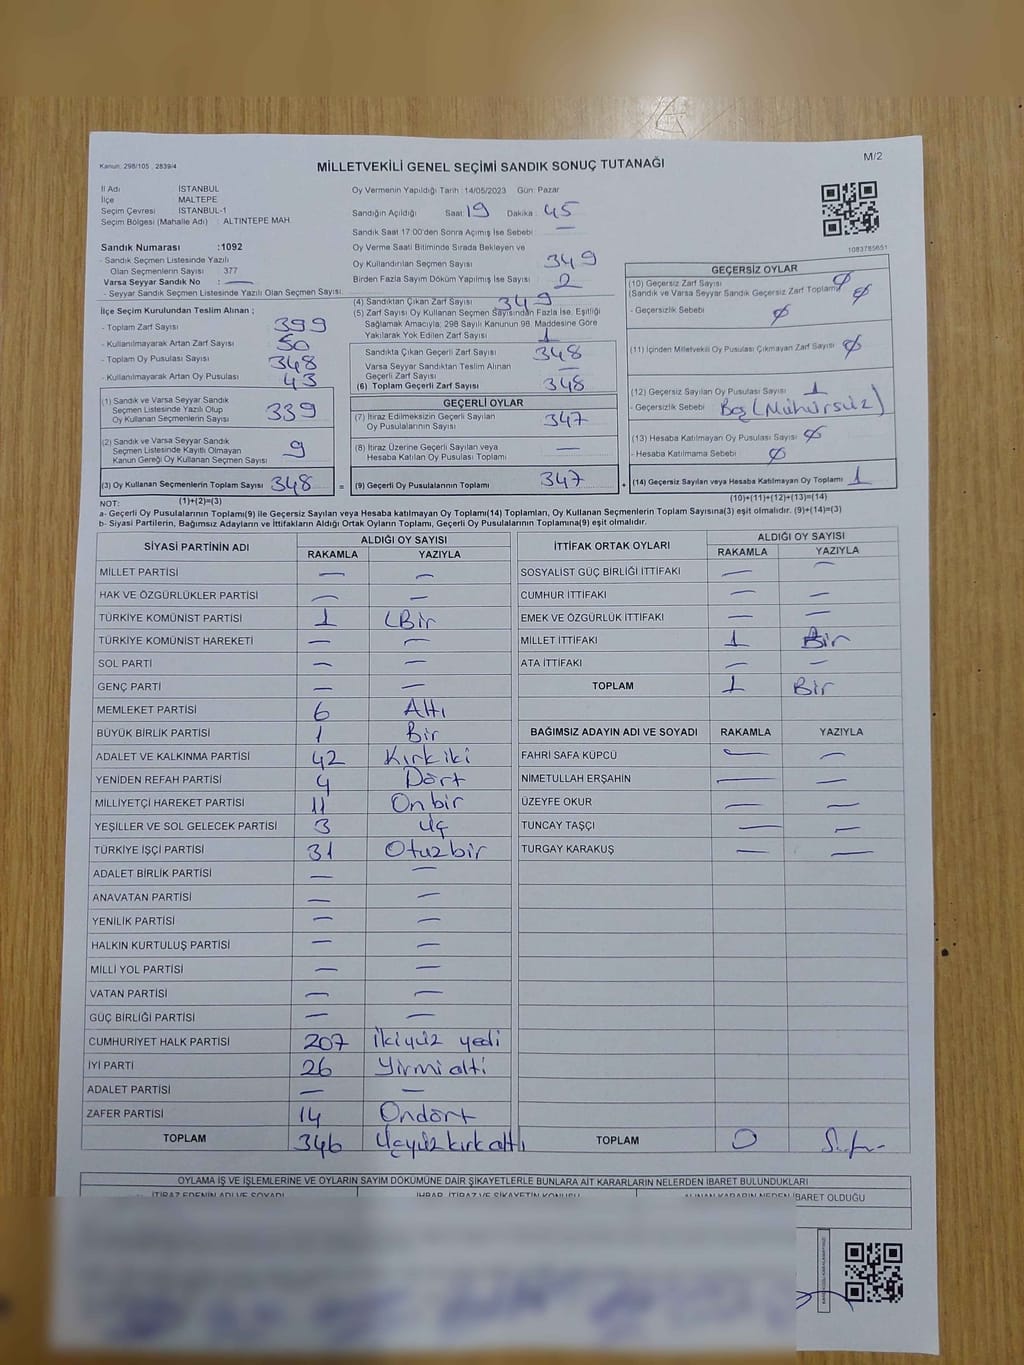 Kanun: 298/105 2839/4
MİLLETVEKİLİ GENEL SEÇİMİ SANDIK SONUÇ TUTANAĞI
M/2
İl Adı : İSTANBUL
İlçe : MALTEPE
Seçim Çevresi : İSTANBUL-1
Seçim Bölgesi (Mahalle Adı) : ALTINTEPE MAH.
Sandık Numarası :1092
- Sandık Seçmen Listesinde Yazılı
Olan Seçmenlerin Sayısı : 377
Varsa Seyyar Sandık No : —
- Seyyar Sandık Seçmen Listesinde Yazılı Olan Seçmen Sayısı:
Oy Vermenin Yapıldığı Tarih : 14/05/2023 Gün: Pazar
Sandığın Açıldığı Saat: 19 Dakika : 45
Sandık Saat 17:00'den Sonra Açımış İse Sebebi : —
Oy Verme Saati Bitiminde Sırada Bekleyen ve
Oy Kullandırılan Seçmen Sayısı 349
Birden Fazla Sayım Döküm Yapılmış İse Sayısı : 2
1083785651
İlçe Seçim Kurulundan Teslim Alınan ;
- Toplam Zarf Sayısı : 399
- Kullanılmayarak Artan Zarf Sayısı : 50
- Toplam Oy Pusulası Sayısı : 348
- Kullanılmayarak Artan Oy Pusulası : 43
(1) Sandık ve Varsa Seyyar Sandık
Seçmen Listesinde Yazılı Olup
Oy Kullanan Seçmenlerin Sayısı : 339
(2) Sandık ve Varsa Seyyar Sandık
Seçmen Listesinde Kayıtlı Olmayan
Kanun Gereği Oy Kullanan Seçmen Sayısı : 9
(3) Oy Kullanan Seçmenlerin Toplam Sayısı : 348
(1)+(2)=(3)
(4) Sandıktan Çıkan Zarf Sayısı : 349
(5) Zarf Sayısı Oy Kullanan Seçmen Sayısından Fazla İse, Eşitliği
Sağlamak Amacıyla; 298 Sayılı Kanunun 98. Maddesine Göre
Yakılarak Yok Edilen Zarf Sayısı : 1
Sandıkta Çıkan Geçerli Zarf Sayısı : 348
Varsa Seyyar Sandıktan Teslim Alınan
Geçerli Zarf Sayısı : —
(6) Toplam Geçerli Zarf Sayısı : 348
GEÇERLİ OYLAR
(7) İtiraz Edilmeksizin Geçerli Sayılan
Oy Pusulalarının Sayısı : 347
(8) İtiraz Üzerine Geçerli Sayılan veya
Hesaba Katılan Oy Pusulası Toplamı : —
= (9) Geçerli Oy Pusulalarının Toplamı : 347 +
GEÇERSİZ OYLAR
(10) Geçersiz Zarf Sayısı : Ø
(Sandık ve Varsa Seyyar Sandık Geçersiz Zarf Toplamı) Ø
- Geçersizlik Sebebi : Ø
(11) İçinden Milletvekili Oy Pusulası Çıkmayan Zarf Sayısı : Ø
(12) Geçersiz Sayılan Oy Pusulası Sayısı : 1
- Geçersizlik Sebebi : Boş (Mühürsüz)
(13) Hesaba Katılmayan Oy Pusulası Sayısı : Ø
- Hesaba Katılmama Sebebi : Ø
(14) Geçersiz Sayılan veya Hesaba Katılmayan Oy Toplamı : 1
(10)+(11)+(12)+(13)=(14)
NOT:
a- Geçerli Oy Pusulalarının Toplamı(9) ile Geçersiz Sayılan veya Hesaba katılmayan Oy Toplamı(14) Toplamları, Oy Kullanan Seçmenlerin Toplam Sayısına(3) eşit olmalıdır. (9)+(14)=(3)
b- Siyasi Partilerin, Bağımsız Adayların ve İttifakların Aldığı Ortak Oyların Toplamı, Geçerli Oy Pusulalarının Toplamına(9) eşit olmalıdır.
SİYASİ PARTİNİN ADI ALDIĞI OY SAYISI
RAKAMLA YAZIYLA
MİLLET PARTİSİ — —
HAK VE ÖZGÜRLÜKLER PARTİSİ — —
TÜRKİYE KOMÜNİST PARTİSİ 1 Bir
TÜRKİYE KOMÜNİST HAREKETİ — —
SOL PARTİ — —
GENÇ PARTİ — —
MEMLEKET PARTİSİ 6 Altı
BÜYÜK BİRLİK PARTİSİ 1 Bir
ADALET VE KALKINMA PARTİSİ 42 Kırkiki
YENİDEN REFAH PARTİSİ 4 Dört
MİLLİYETÇİ HAREKET PARTİSİ 11 Onbir
YEŞİLLER VE SOL GELECEK PARTİSİ 3 üç
TÜRKİYE İŞÇİ PARTİSİ 31 Otuzbir
ADALET BİRLİK PARTİSİ — —
ANAVATAN PARTİSİ — —
YENİLİK PARTİSİ — —
HALKIN KURTULUŞ PARTİSİ — —
MİLLİ YOL PARTİSİ — —
VATAN PARTİSİ — —
GÜÇ BİRLİĞİ PARTİSİ — —
CUMHURİYET HALK PARTİSİ 207 İkiyüz yedi
İYİ PARTİ 26 Yirmialti
ADALET PARTİSİ — —
ZAFER PARTİSİ 14 Ondört
TOPLAM 346 Üçyüzkırkaltı
İTTİFAK ORTAK OYLARI ALDIĞI OY SAYISI
RAKAMLA YAZIYLA
SOSYALİST GÜÇ BİRLİĞİ İTTİFAKI — —
CUMHUR İTTİFAKI — —
EMEK VE ÖZGÜRLÜK İTTİFAKI — —
MİLLET İTTİFAKI 1 Bir
ATA İTTİFAKI — —
TOPLAM 1 Bir
BAĞIMSIZ ADAYIN ADI VE SOYADI RAKAMLA YAZIYLA
FAHRİ SAFA KÜPCÜ — —
NİMETULLAH ERŞAHİN — —
ÜZEYFE OKUR — —
TUNCAY TAŞÇI — —
TURGAY KARAKUŞ — —
TOPLAM 0 Sıfır
OYLAMA İŞ VE İŞLEMLERİNE VE OYLARIN SAYIM DÖKÜMÜNE DAİR ŞİKAYETLERLE BUNLARA AİT KARARLARIN NELERDEN İBARET BULUNDUKLARI
İTİRAZ EDENİN ADI VE SOYADI İHBAR, İTİRAZ VE ŞİKAYETİN KONUSU ALINAN KARARIN NEDEN İBARET OLDUĞU